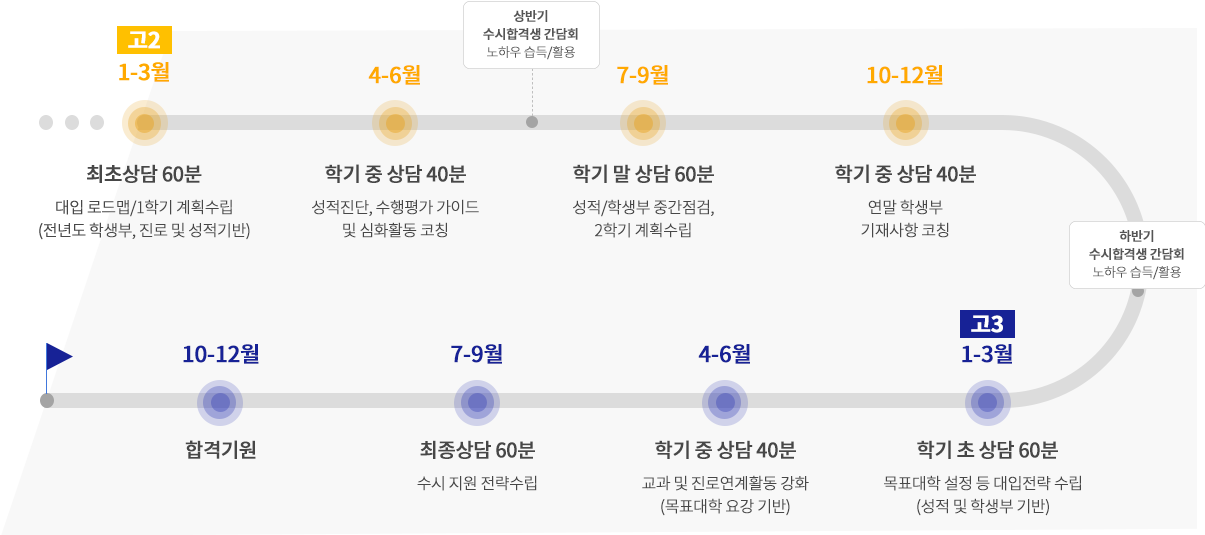 상반기
수시합격생 간담회
노하우 습득/활용
고2
1-3월
4-6월
7-9월
10-12월
최초상담 60분
대입 로드맵/1학기 계획수립
(전년도 학생부, 진로 및 성적기반)
학기 중 상담 40분
성적진단, 수행평가 가이드
및 심화활동 코칭
학기 말 상담 60분
성적/학생부 중간점검,
2학기 계획수립
학기 중 상담 40분
연말 학생부
기재사항 코칭
하반기
수시합격생 간담회
노하우 습득/활용
고3
1-3월
4-6월
7-9월
10-12월
학기 초 상담 60분
목표대학 설정 등 대입전략 수립
(성적 및 학생부 기반)
학기 중 상담 40분
교과 및 진로연계활동 강화
(목표대학 요강 기반)
최종상담 60분
수시 지원 전략수립
합격기원